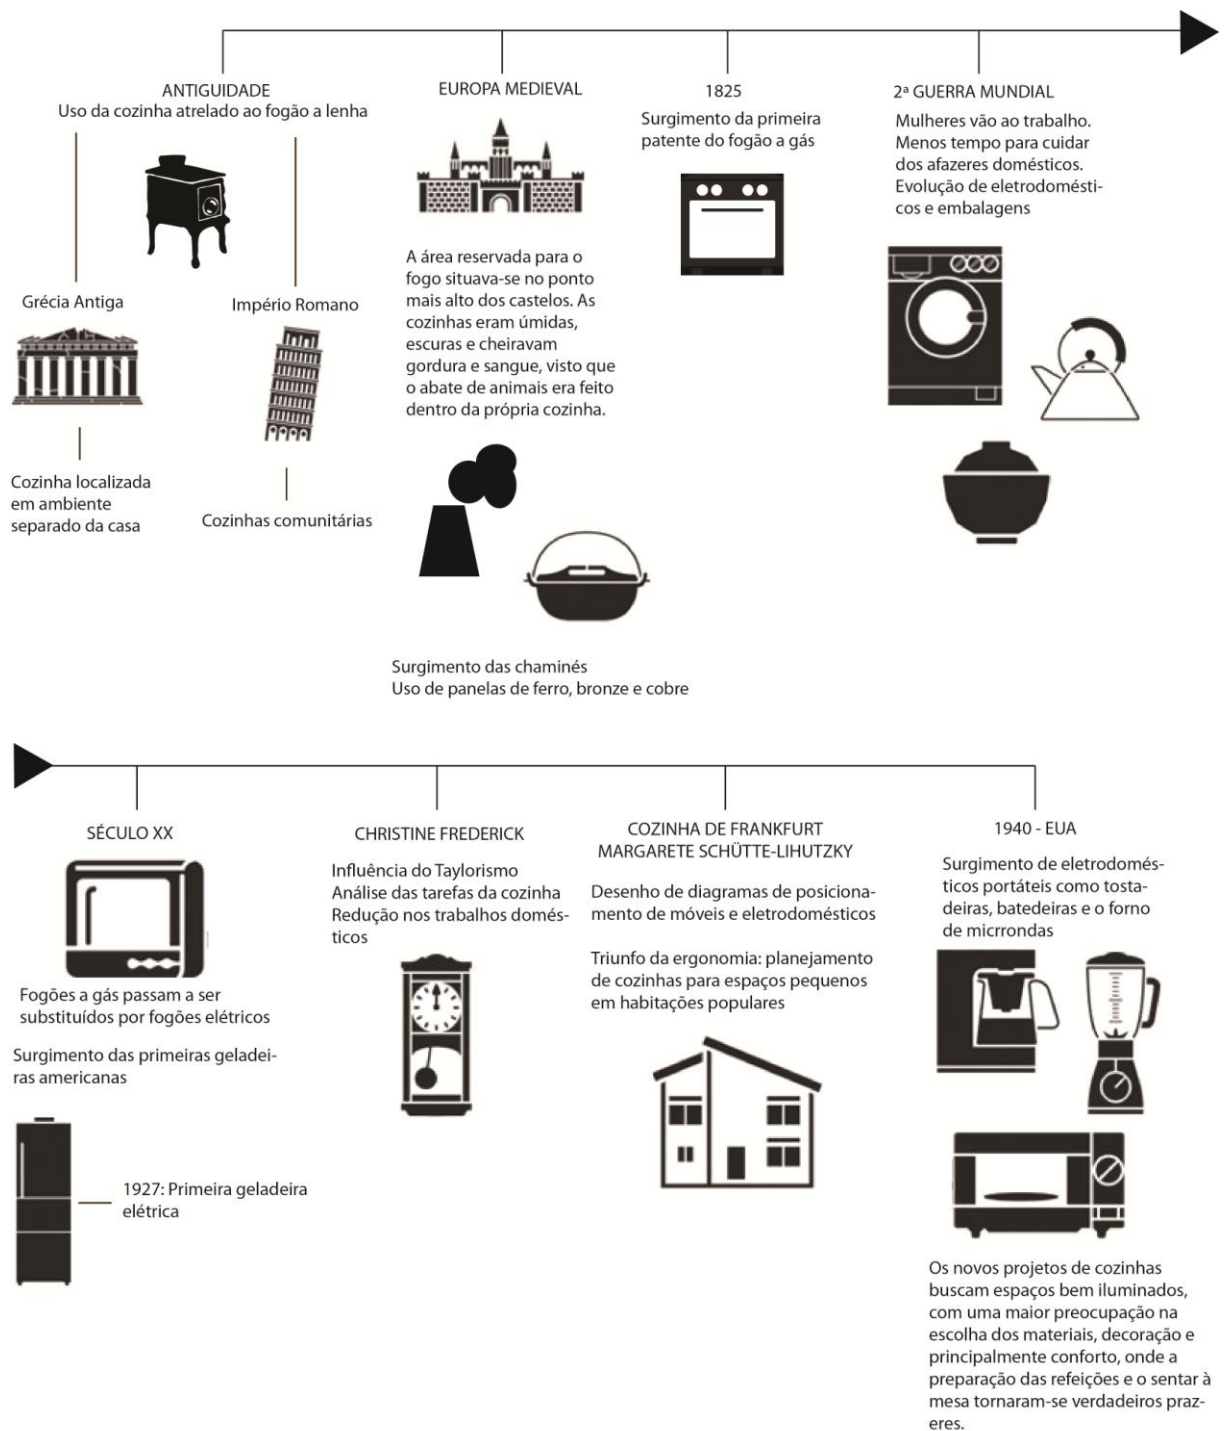 ANTIGUIDADE
Uso da cozinha atrelado ao fogão a lenha
Grécia Antiga
Cozinha localizada
em ambiente
separado da casa
Império Romano
Cozinhas comunitárias
EUROPA MEDIEVAL
A área reservada para o
fogo situava-se no ponto
mais alto dos castelos. As
cozinhas eram úmidas,
escuras e cheiravam
gordura e sangue, visto que
o abate de animais era feito
dentro da própria cozinha.
Surgimento das chaminés
Uso de panelas de ferro, bronze e cobre
1825
Surgimento da primeira
patente do fogão a gás
2ª GUERRA MUNDIAL
Mulheres vão ao trabalho.
Menos tempo para cuidar
dos afazeres domésticos.
Evolução de eletrodomésti-
cos e embalagens
SÉCULO XX
Fogões a gás passam a ser
substituídos por fogões elétricos
Surgimento das primeiras geladei-
ras americanas
1927: Primeira geladeira
elétrica
CHRISTINE FREDERICK
Influência do Taylorismo
Análise das tarefas da cozinha
Redução nos trabalhos domés-
ticos
COZINHA DE FRANKFURT
MARGARETE SCHÜTTE-LIHUTZKY
Desenho de diagramas de posiciona-
mento de móveis e eletrodomésticos
Triunfo da ergonomia: planejamento
de cozinhas para espaços pequenos
em habitações populares
1940 - EUA
Surgimento de eletrodomés-
ticos portáteis como tosta-
deiras, batedeiras e o forno
de micrrondas
Os novos projetos de cozinhas
buscam espaços bem iluminados,
com uma maior preocupação na
escolha dos materiais, decoração e
principalmente conforto, onde a
preparação das refeições e o sentar à
mesa tornaram-se verdadeiros praz-
eres.